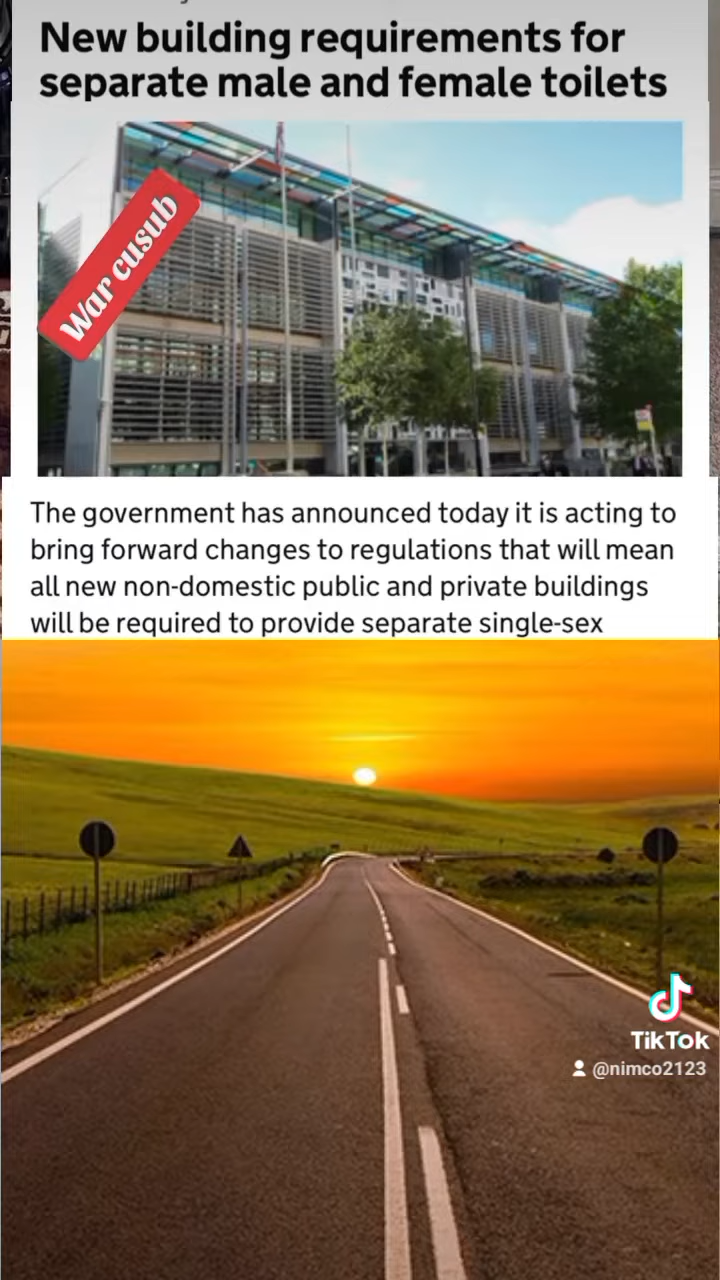 New building requirements for
separate male and female toilets
War cusub
The government has announced today it is acting to
bring forward changes to regulations that will mean
all new non-domestic public and private buildings
will be required to provide separate single-sex
TikTok
@nimco2123